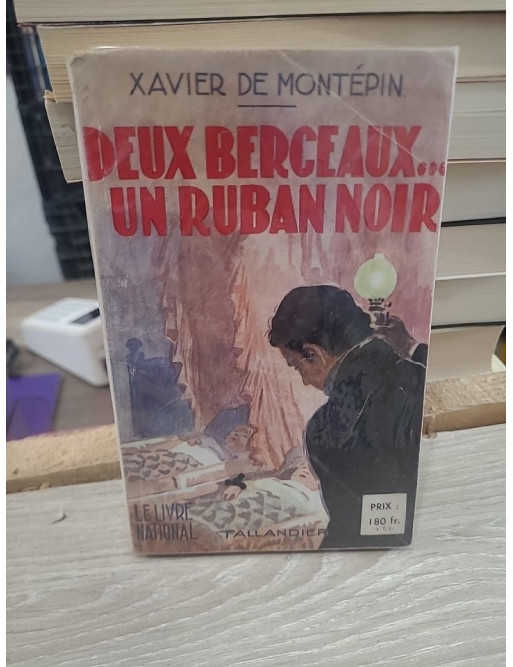 XAVIER DE MONTÉPIN
DEUX BERCEAUX...
UN RUBAN NOIR
PRIX :
180 fr.
+ T. L.
LE LIVRE
NATIONAL
TALLANDIER